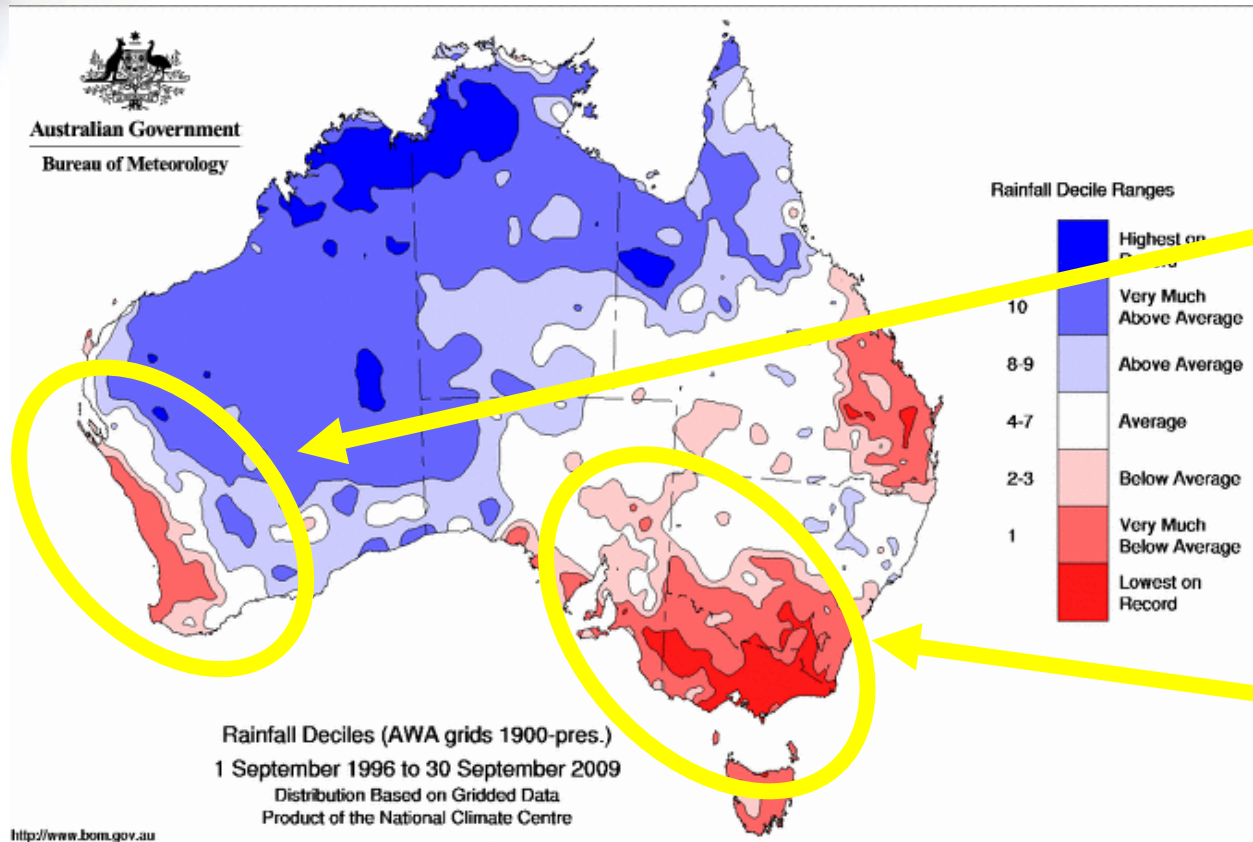 Australian Government
Bureau of Meteorology
Rainfall Decile Ranges
Highest on
10
Very Much
Above Average
8-9
Above Average
4-7
Average
2-3
Below Average
1
Very Much
Below Average
Lowest on
Record
Rainfall Deciles (AWA grids 1900-pres.)
1 September 1996 to 30 September 2009
Distribution Based on Gridded Data
Product of the National Climate Centre
http://www.bom.gov.au